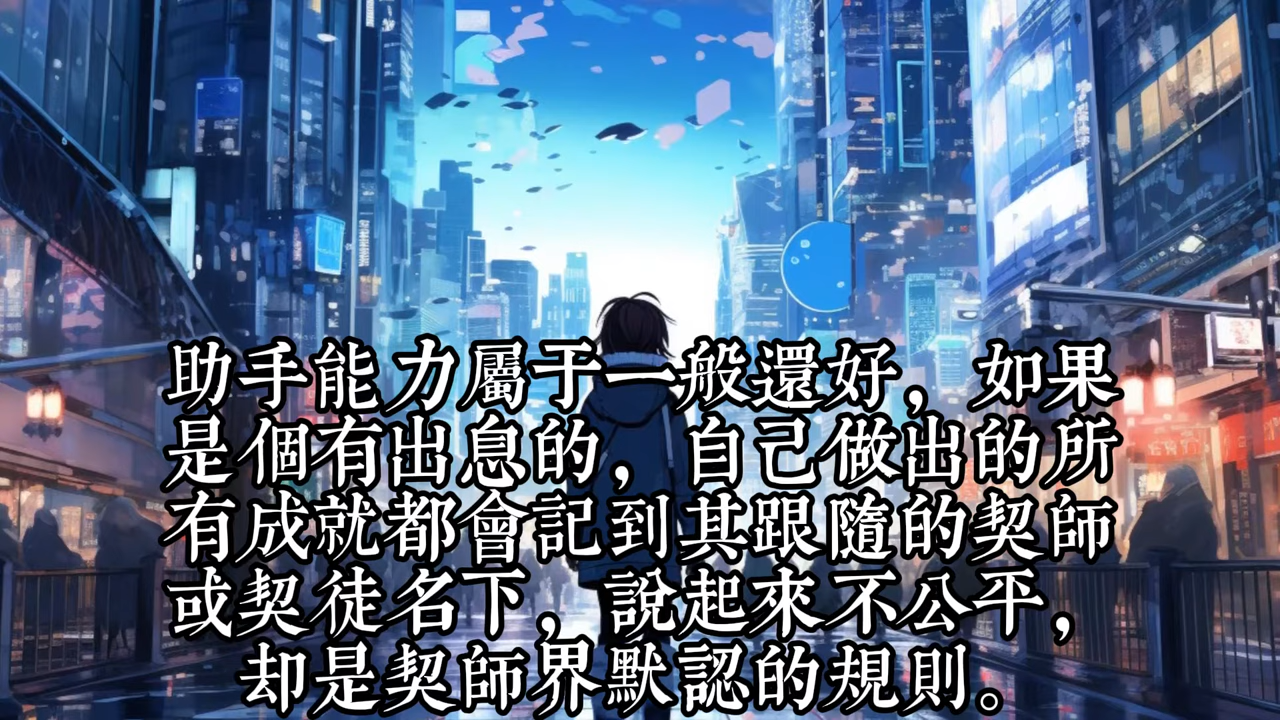 助手能力屬于一般還好，如果
是個有出息的，自己做出的所
有成就都會記到其跟隨的契師
或契徒名下，說起來不公平，
却是契師界默認的規則。